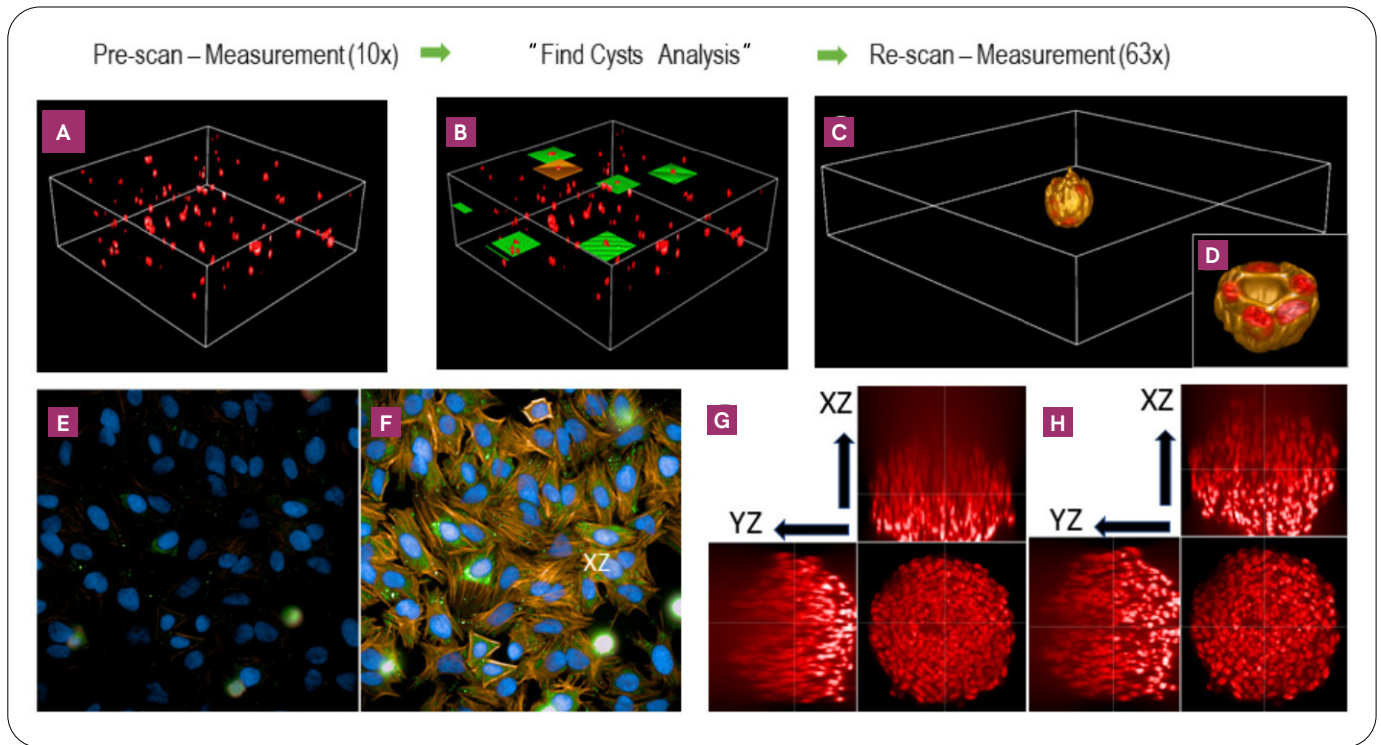 Pre-scan – Measurement (10x)
"Find Cysts Analysis"
Re-scan – Measurement (63x)
A
B
C
D
E
F
XZ
G
XZ
YZ
H
XZ
YZ